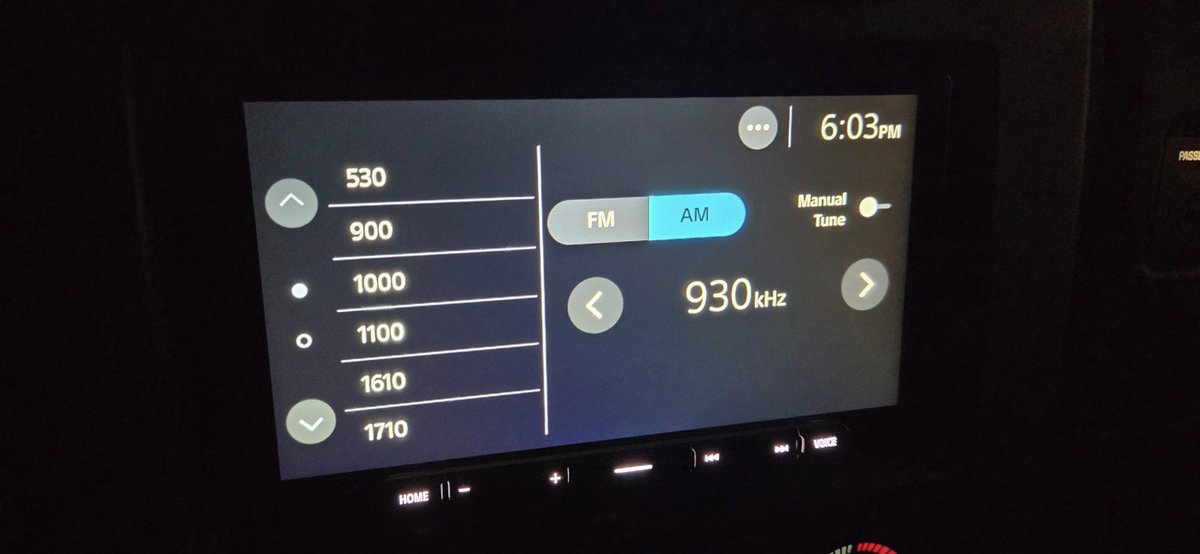 6:03PM
530
900
1000
1100
1610
1710
FM
AM
Manual
Tune
930kHz
HOME
VOICE